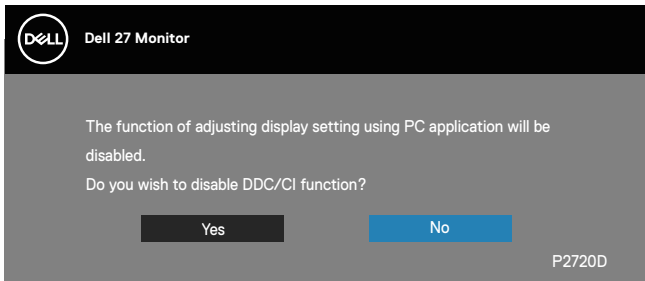 DELL
Dell 27 Monitor
The function of adjusting display setting using PC application will be
disabled.
Do you wish to disable DDC/CI function?
Yes No
P2720D